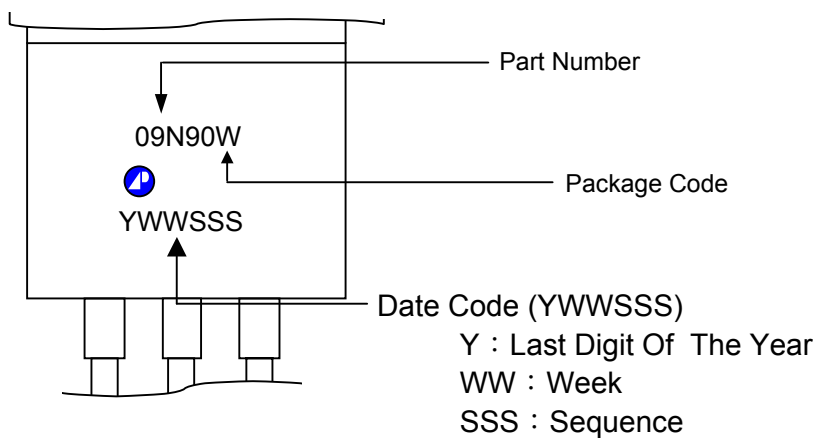 Part Number
09N90W
Package Code
YWWSSS
Date Code (YWWSSS)
Y：Last Digit Of The Year
WW：Week
SSS：Sequence